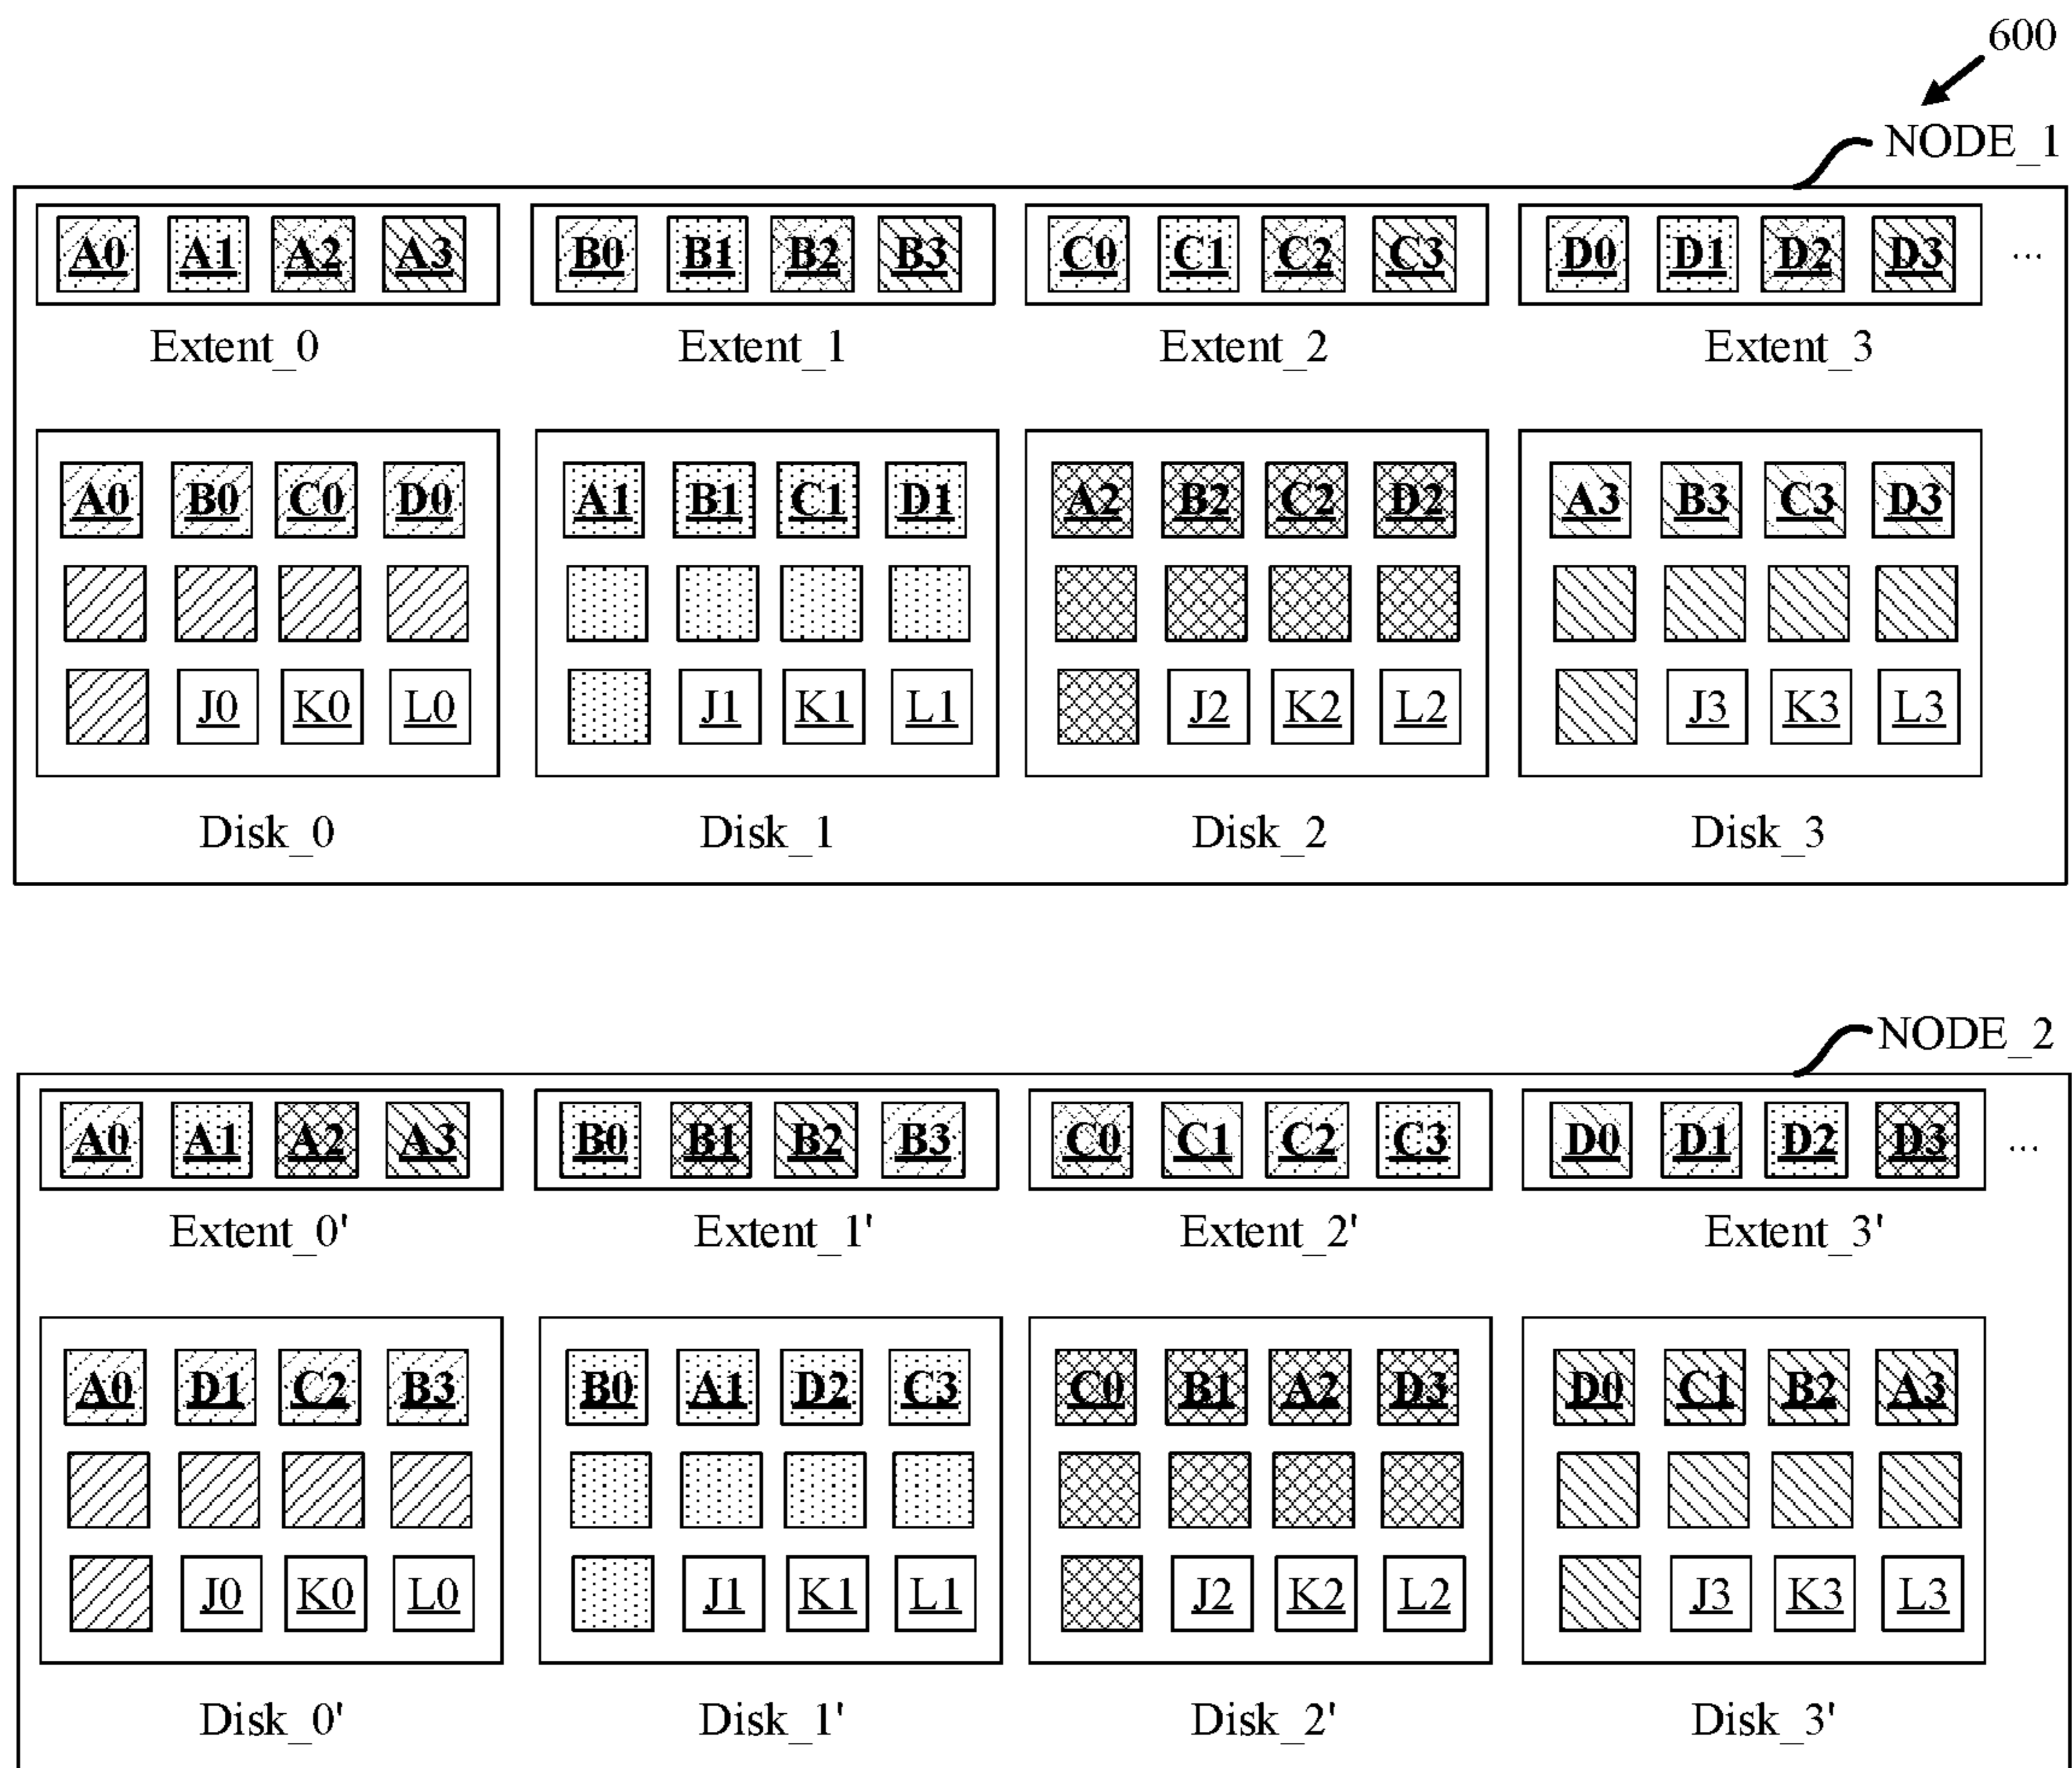 600
NODE_1
A0 A1 A2 A3 B0 B1 B2 B3 C0 C1 C2 C3 D0 D1 D2 D3 ...
Extent_0 Extent_1 Extent_2 Extent_3
A0 B0 C0 D0 A1 B1 C1 D1 A2 B2 C2 D2 A3 B3 C3 D3
J0 K0 L0 J1 K1 L1 J2 K2 L2 J3 K3 L3
Disk_0 Disk_1 Disk_2 Disk_3
NODE_2
A0 A1 A2 A3 B0 B1 B2 B3 C0 C1 C2 C3 D0 D1 D2 D3 ...
Extent_0' Extent_1' Extent_2' Extent_3'
A0 D1 C2 B3 B0 A1 D2 C3 C0 B1 A2 D3 D0 C1 B2 A3
J0 K0 L0 J1 K1 L1 J2 K2 L2 J3 K3 L3
Disk_0' Disk_1' Disk_2' Disk_3'